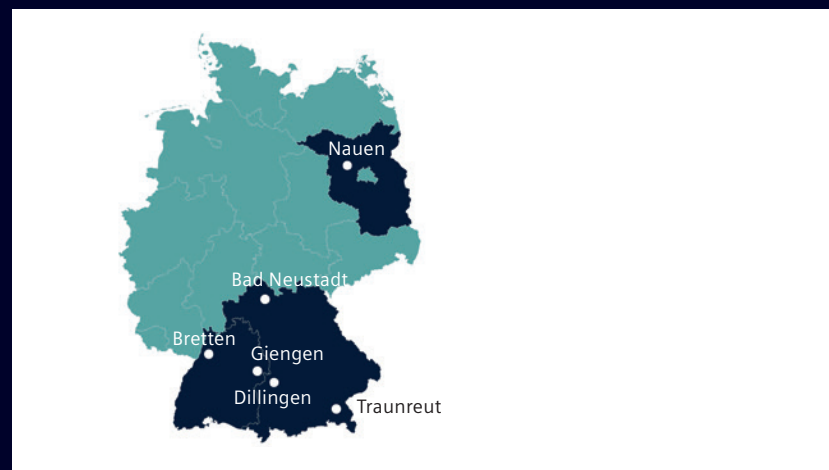 Nauen
Bad Neustadt
Bretten
Giengen
Dillingen
Traunreut